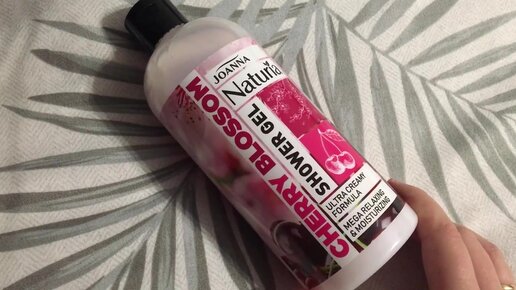 JOANNA
Naturia
CHERRY BLOSSOM
SHOWER GEL
ULTRA CREAMY
FORMULA
MEGA RELAXING
& MOISTURIZING